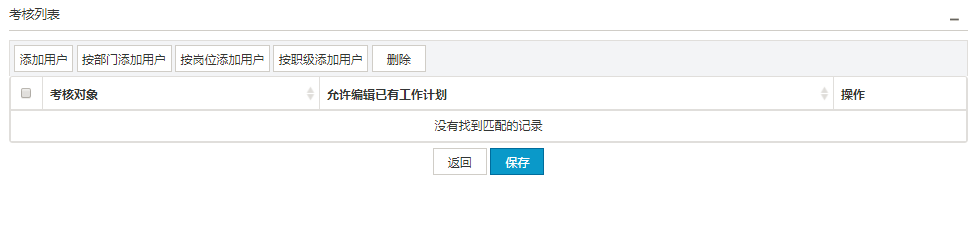 考核列表
添加用户 按部门添加用户 按岗位添加用户 按职级添加用户 删除
考核对象 允许编辑已有工作计划 操作
没有找到匹配的记录
返回 保存